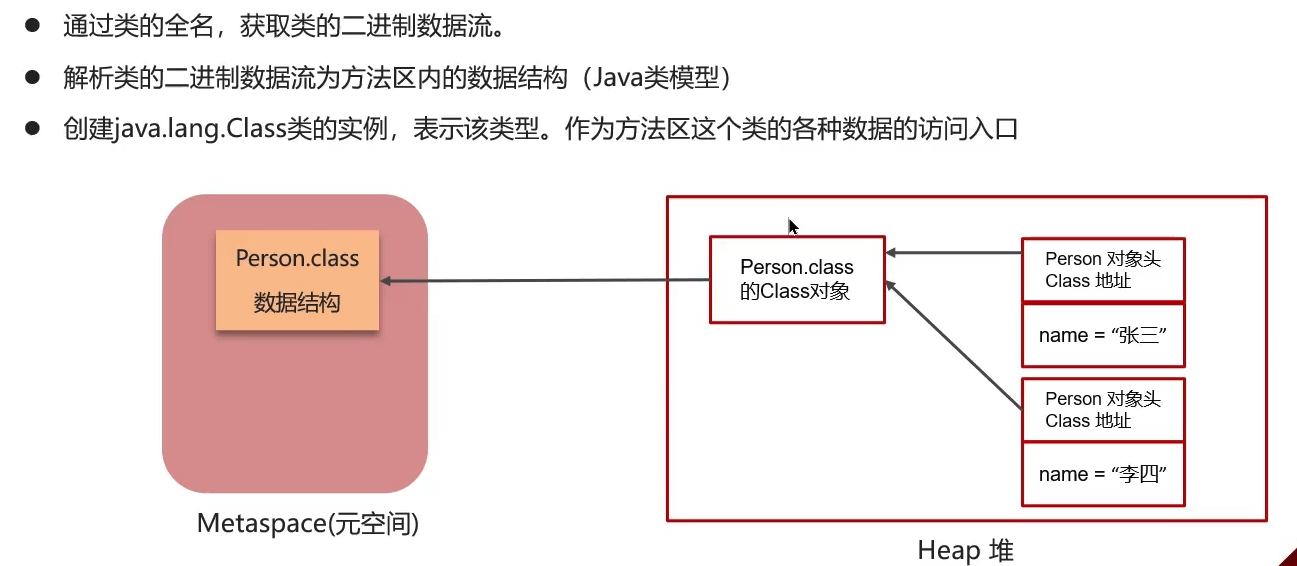 通过类的全名，获取类的二进制数据流。
解析类的二进制数据流为方法区内的数据结构（Java类模型）
创建java.lang.Class类的实例，表示该类型。作为方法区这个类的各种数据的访问入口
Person.class
数据结构
Metaspace(元空间)
Person.class
的Class对象
Person 对象头
Class 地址
name = “张三”
Person 对象头
Class 地址
name = “李四”
Heap 堆